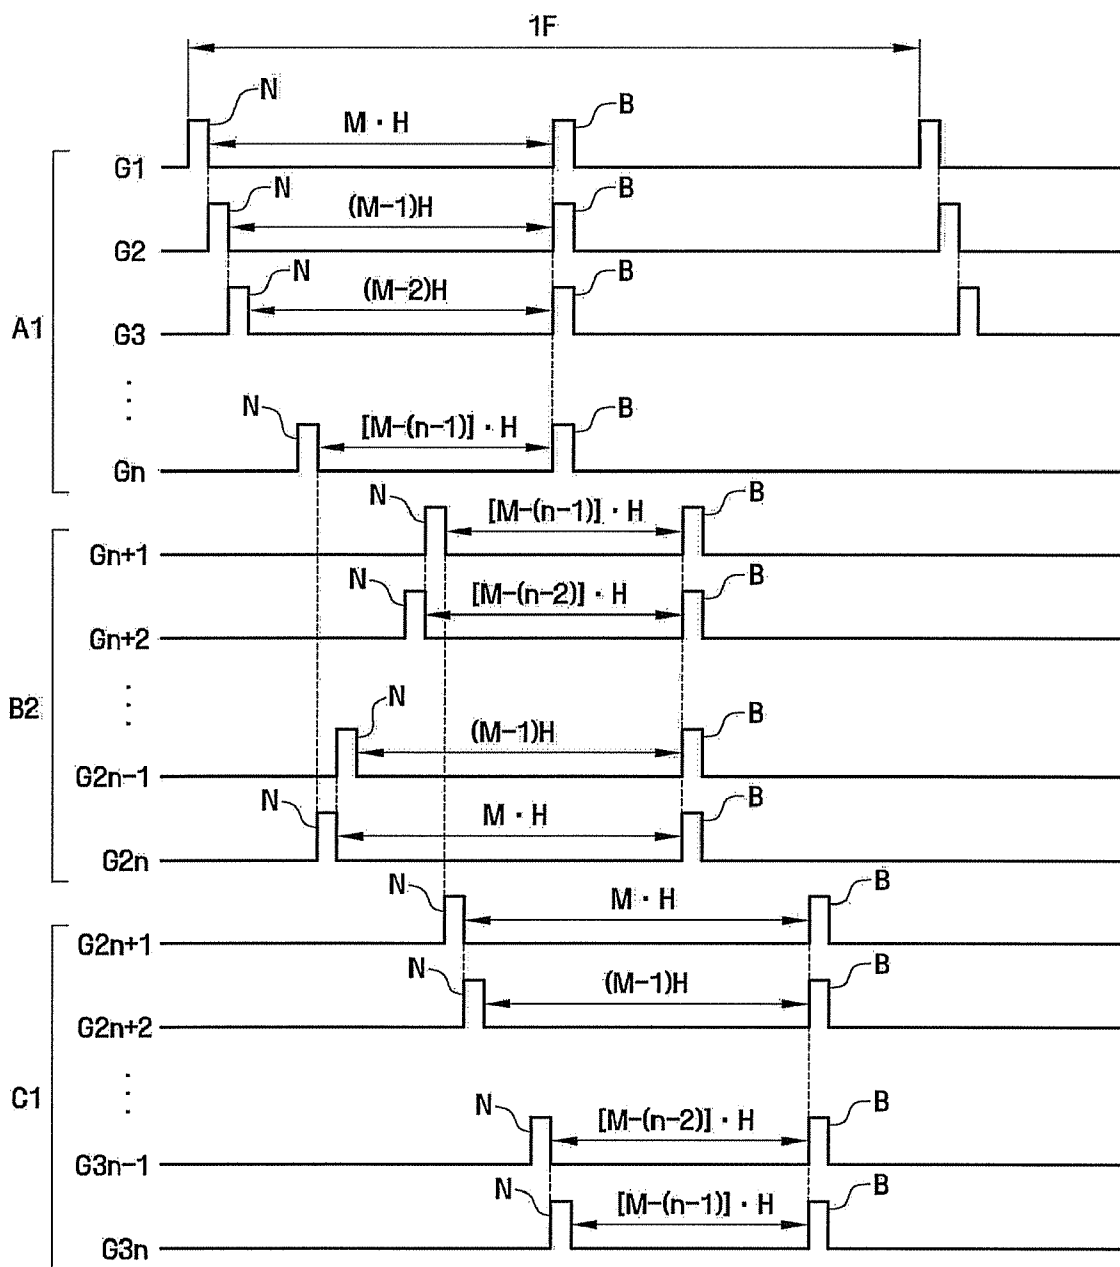 1F
N
M · H
B
G1
N
(M-1)H
B
G2
N
(M-2)H
B
A1
G3
N
[M-(n-1)] · H
B
Gn
N
[M-(n-1)] · H
B
Gn+1
N
[M-(n-2)] · H
B
Gn+2
B2
N
(M-1)H
B
G2n-1
N
M · H
B
G2n
N
M · H
B
G2n+1
N
(M-1)H
B
G2n+2
C1
N
[M-(n-2)] · H
B
G3n-1
N
[M-(n-1)] · H
B
G3n